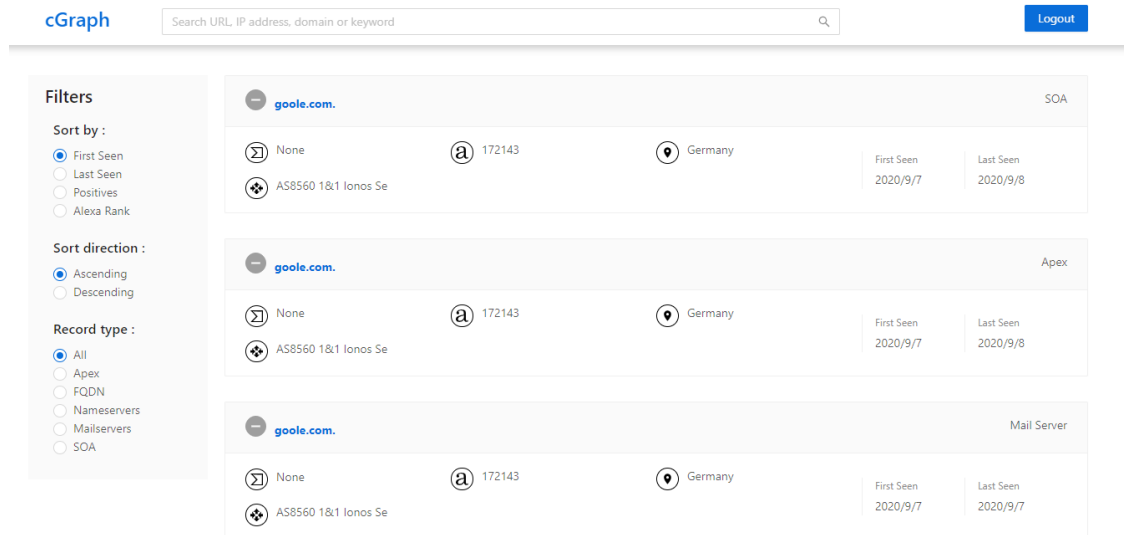 cGraph
Search URL, IP address, domain or keyword
Logout
Filters
Sort by :
First Seen
Last Seen
Positives
Alexa Rank
Sort direction :
Ascending
Descending
Record type :
All
Apex
FQDN
Nameservers
Mailservers
SOA
goole.com.
SOA
None
a 172143
Germany
First Seen
Last Seen
2020/9/7
2020/9/8
AS8560 1&1 Ionos Se
goole.com.
Apex
None
a 172143
Germany
First Seen
Last Seen
2020/9/7
2020/9/8
AS8560 1&1 Ionos Se
goole.com.
Mail Server
None
a 172143
Germany
First Seen
Last Seen
2020/9/7
2020/9/7
AS8560 1&1 Ionos Se